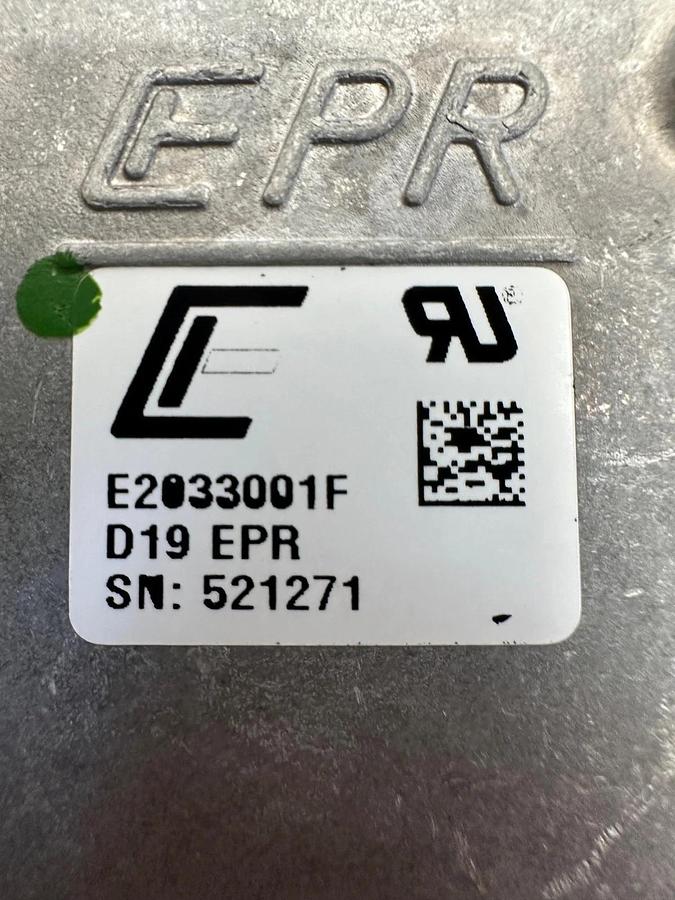 EPR
E2033001F
D19 EPR
SN: 521271